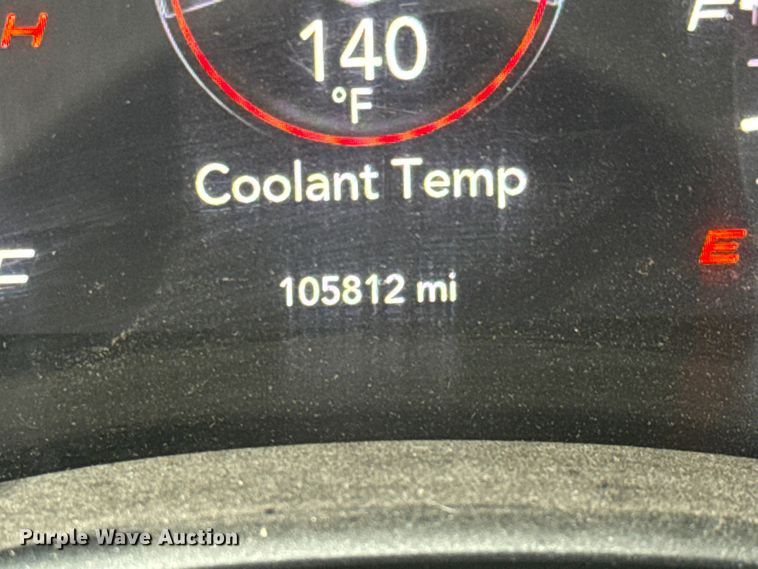 H
140
F
°F
Coolant Temp
E
105812 mi
Purple Wave Auction